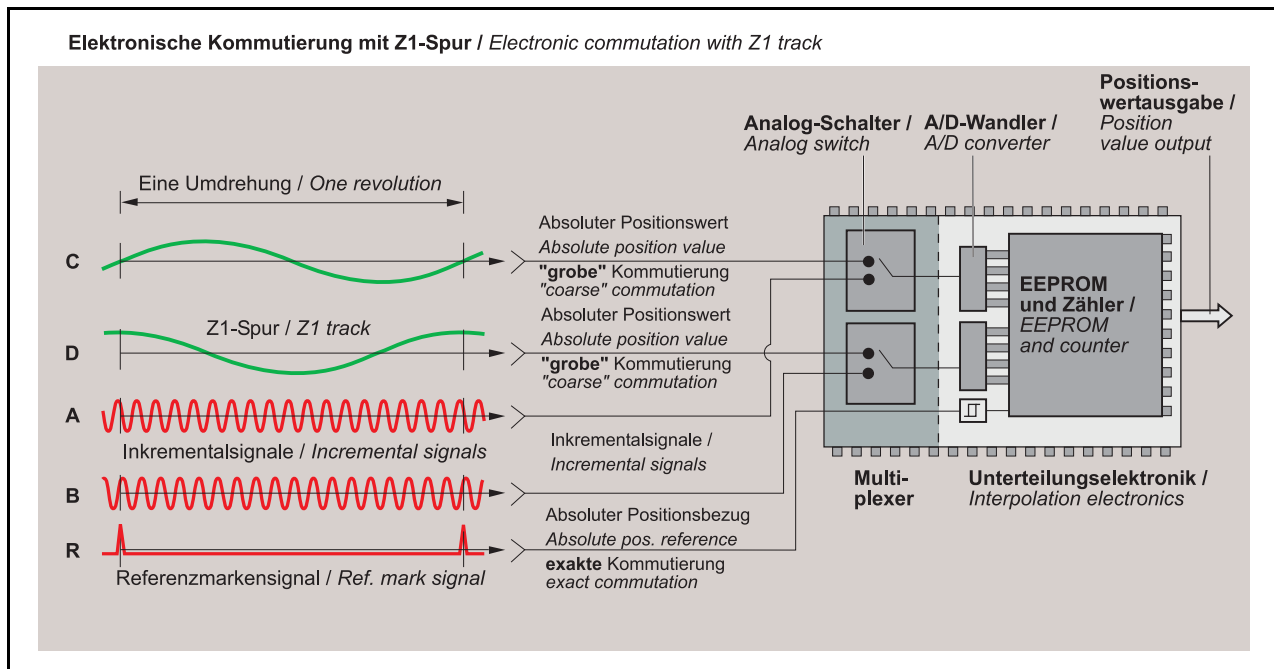 Elektronische Kommutierung mit Z1-Spur / Electronic commutation with Z1 track
Positions-
wertausgabe /
Position
value output
Analog-Schalter /
Analog switch
A/D-Wandler /
A/D converter
Eine Umdrehung / One revolution
C
Absoluter Positionswert
Absolute position value
"grobe" Kommutierung
"coarse" commutation
Z1-Spur / Z1 track
D
Absoluter Positionswert
Absolute position value
"grobe" Kommutierung
"coarse" commutation
EEPROM
und Zähler /
EEPROM
and counter
A
Inkrementalsignale / Incremental signals
Inkrementalsignale /
Incremental signals
B
Multi-
plexer
Unterteilungselektronik /
Interpolation electronics
R
Referenzmarkensignal / Ref. mark signal
Absoluter Positionsbezug
Absolute pos. reference
exakte Kommutierung
exact commutation